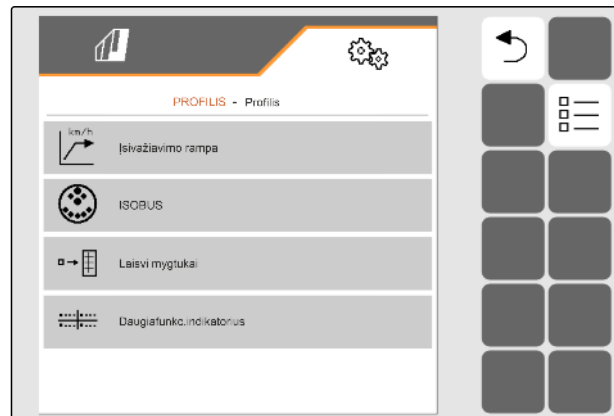 PROFILIS - Profilis
km/h
Įsivažiavimo rampa
ISOBUS
Laisvi mygtukai
Daugiafunkc.indikatorius